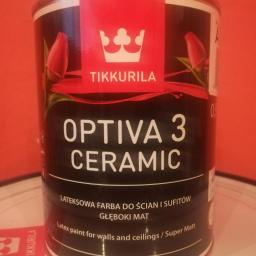 TIKKURILA
OPTIVA 3
CERAMIC
LATEKSOWA FARBA DO ŚCIAN I SUFITÓW
GŁĘBOKI MAT
Latex paint for walls and ceilings / Super Matt
TIKKURILA